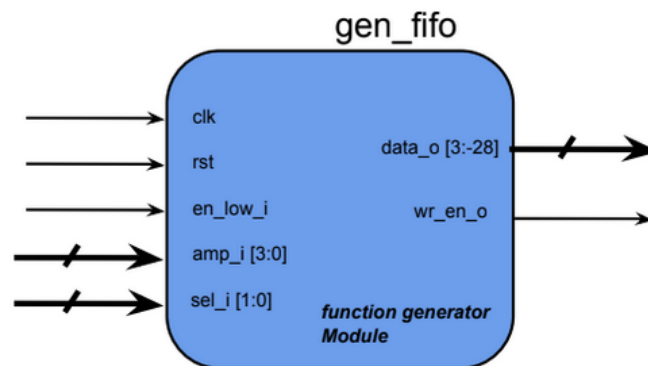 gen_fifo
clk
rst
en_low_i
amp_i [3:0]
sel_i [1:0]
data_o [3:-28]
wr_en_o
function generator
Module